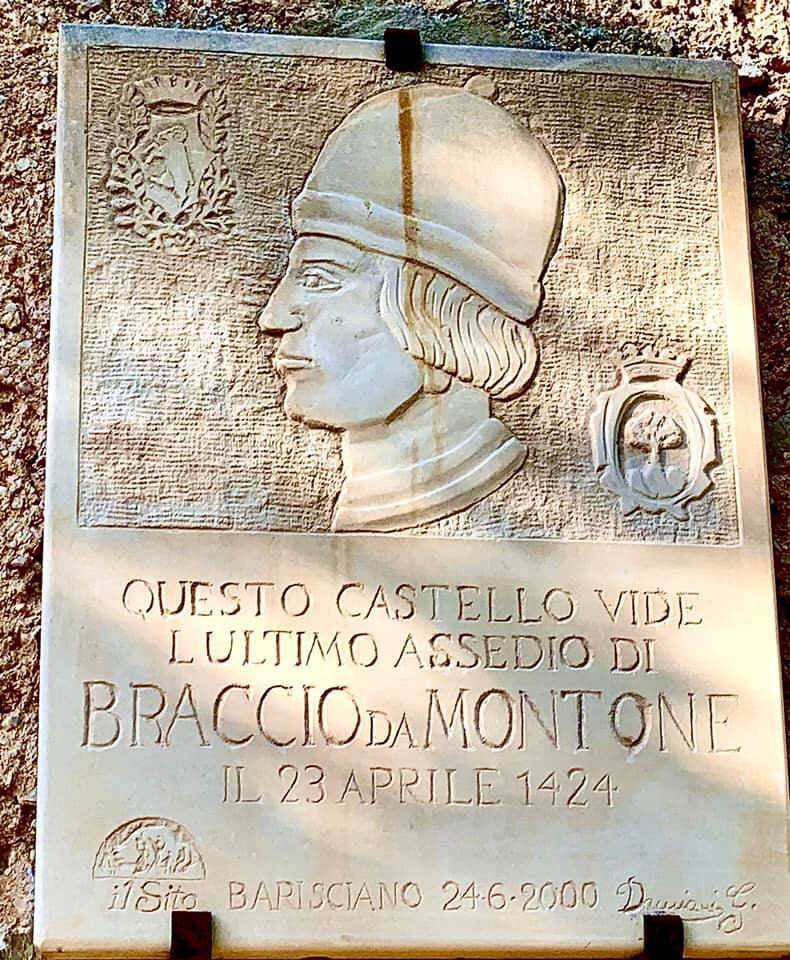 QUESTO CASTELLO VIDE
L'ULTIMO ASSEDIO DI
BRACCIO DA MONTONE
IL 23 APRILE 1424
il Sito BARISCIANO 24·6·2000